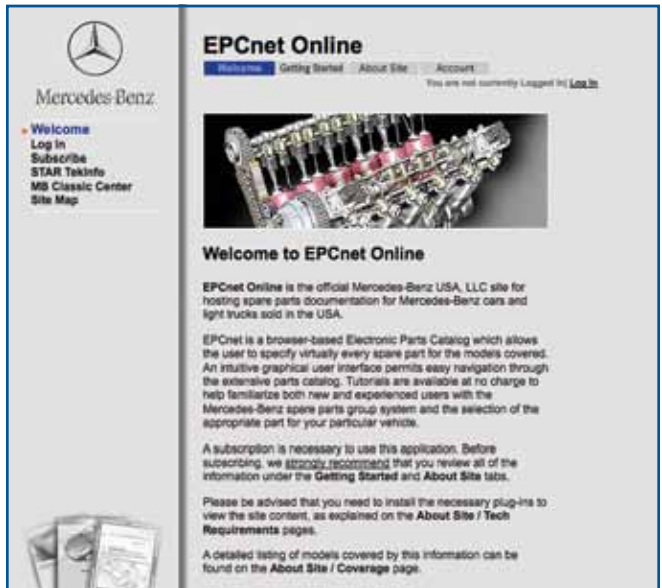 EPCnet Online
Welcome Getting Started About Site Account
You are not currently Logged In| Log In
Mercedes-Benz
Welcome
Log In
Subscribe
STAR TekInfo
MB Classic Center
Site Map
Welcome to EPCnet Online
EPCnet Online is the official Mercedes-Benz USA, LLC site for
hosting spare parts documentation for Mercedes-Benz cars and
light trucks sold in the USA.
EPCnet is a browser-based Electronic Parts Catalog which allows
the user to specify virtually every spare part for the models covered.
An intuitive graphical user interface permits easy navigation through
the extensive parts catalog. Tutorials are available at no charge to
help familiarize both new and experienced users with the
Mercedes-Benz spare parts group system and the selection of the
appropriate part for your particular vehicle.
A subscription is necessary to use this application. Before
subscribing, we strongly recommend that you review all of the
information under the Getting Started and About Site tabs.
Please be advised that you need to install the necessary plug-ins to
view the site content, as explained on the About Site / Tech
Requirements pages.
A detailed listing of models covered by this information can be
found on the About Site / Coverage page.